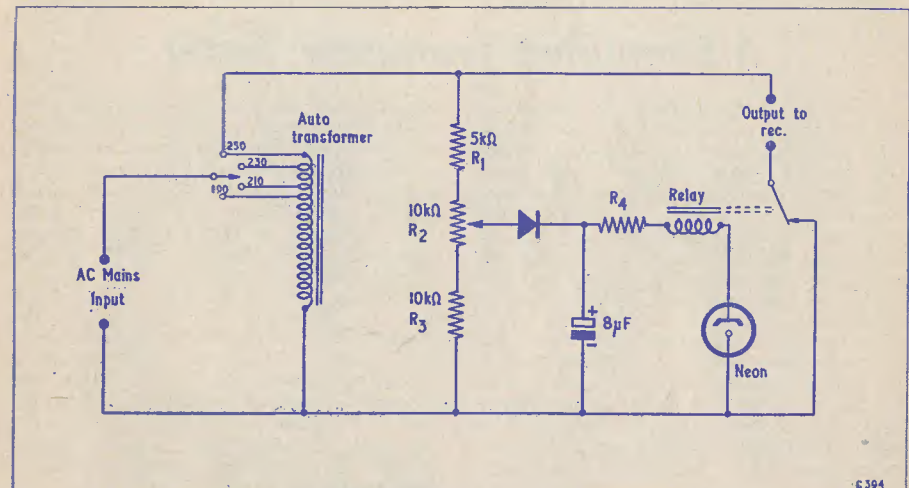 Auto
transformer
250
230
210
190
AC Mains
Input
5kΩ
R1
10kΩ
R2
10kΩ
R3
R4
Relay
Output to
rec.
+
8μF
−
Neon
E394